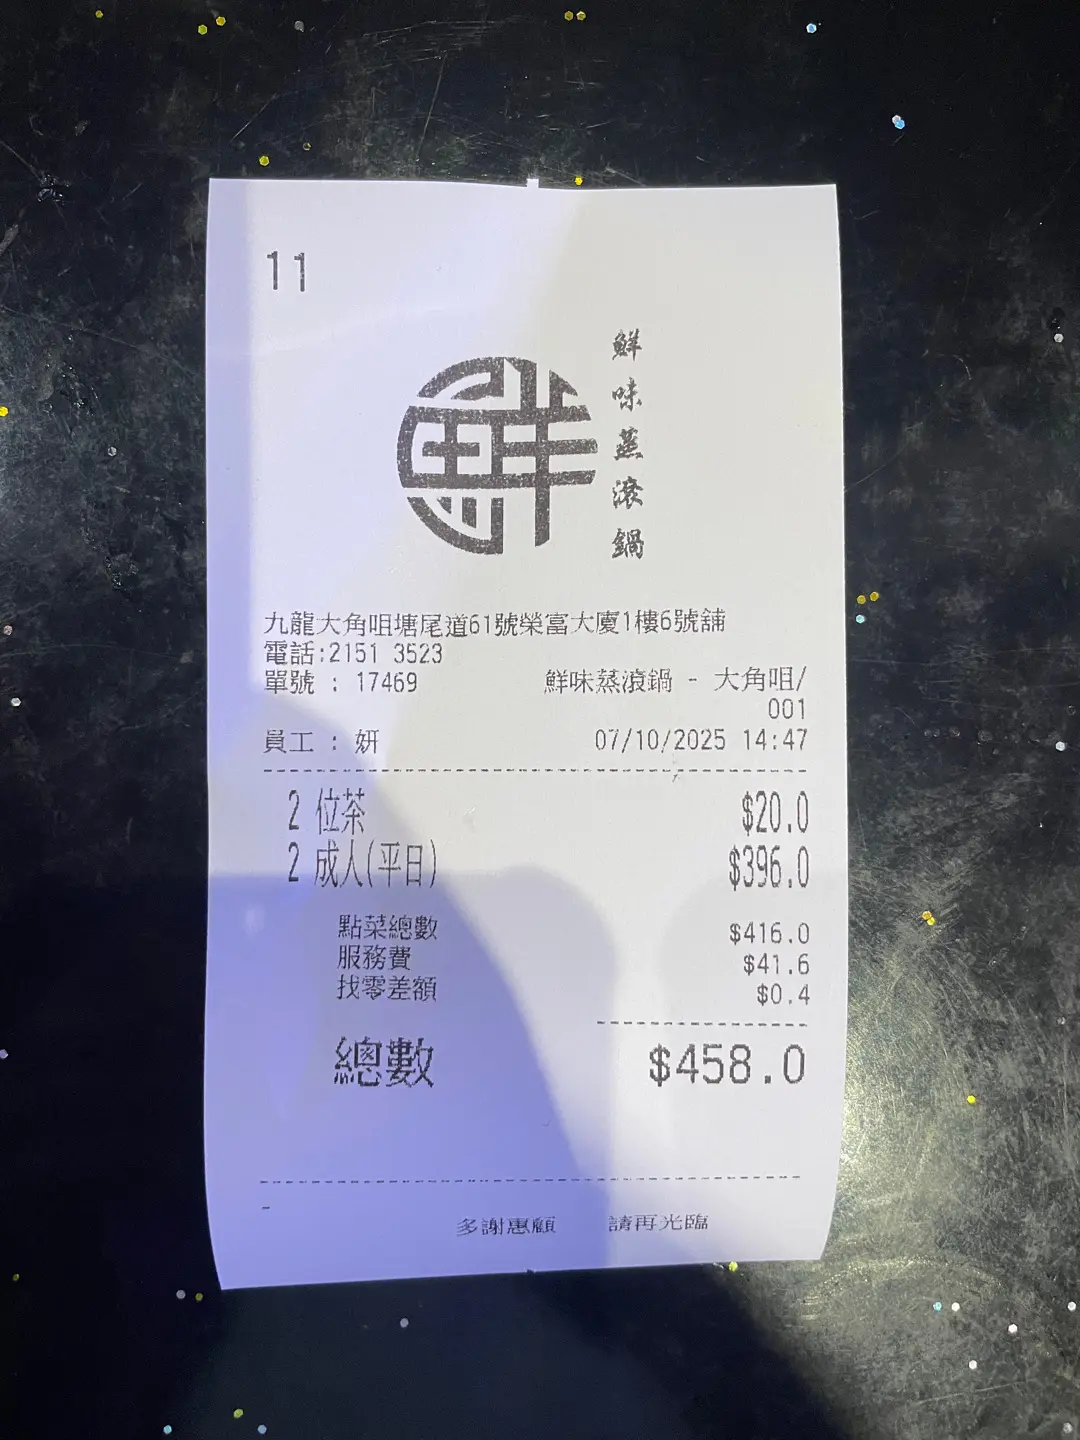 11
鮮
鮮味蒸滾鍋
九龍大角咀塘尾道61號榮富大廈1樓6號舖
電話:2151 3523
單號 : 17469 鮮味蒸滾鍋 - 大角咀/
001
員工 : 妍 07/10/2025 14:47
2 位茶 $20.0
2 成人(平日) $396.0
點菜總數 $416.0
服務費 $41.6
找零差額 $0.4
總數 $458.0
-
多謝惠顧 請再光臨